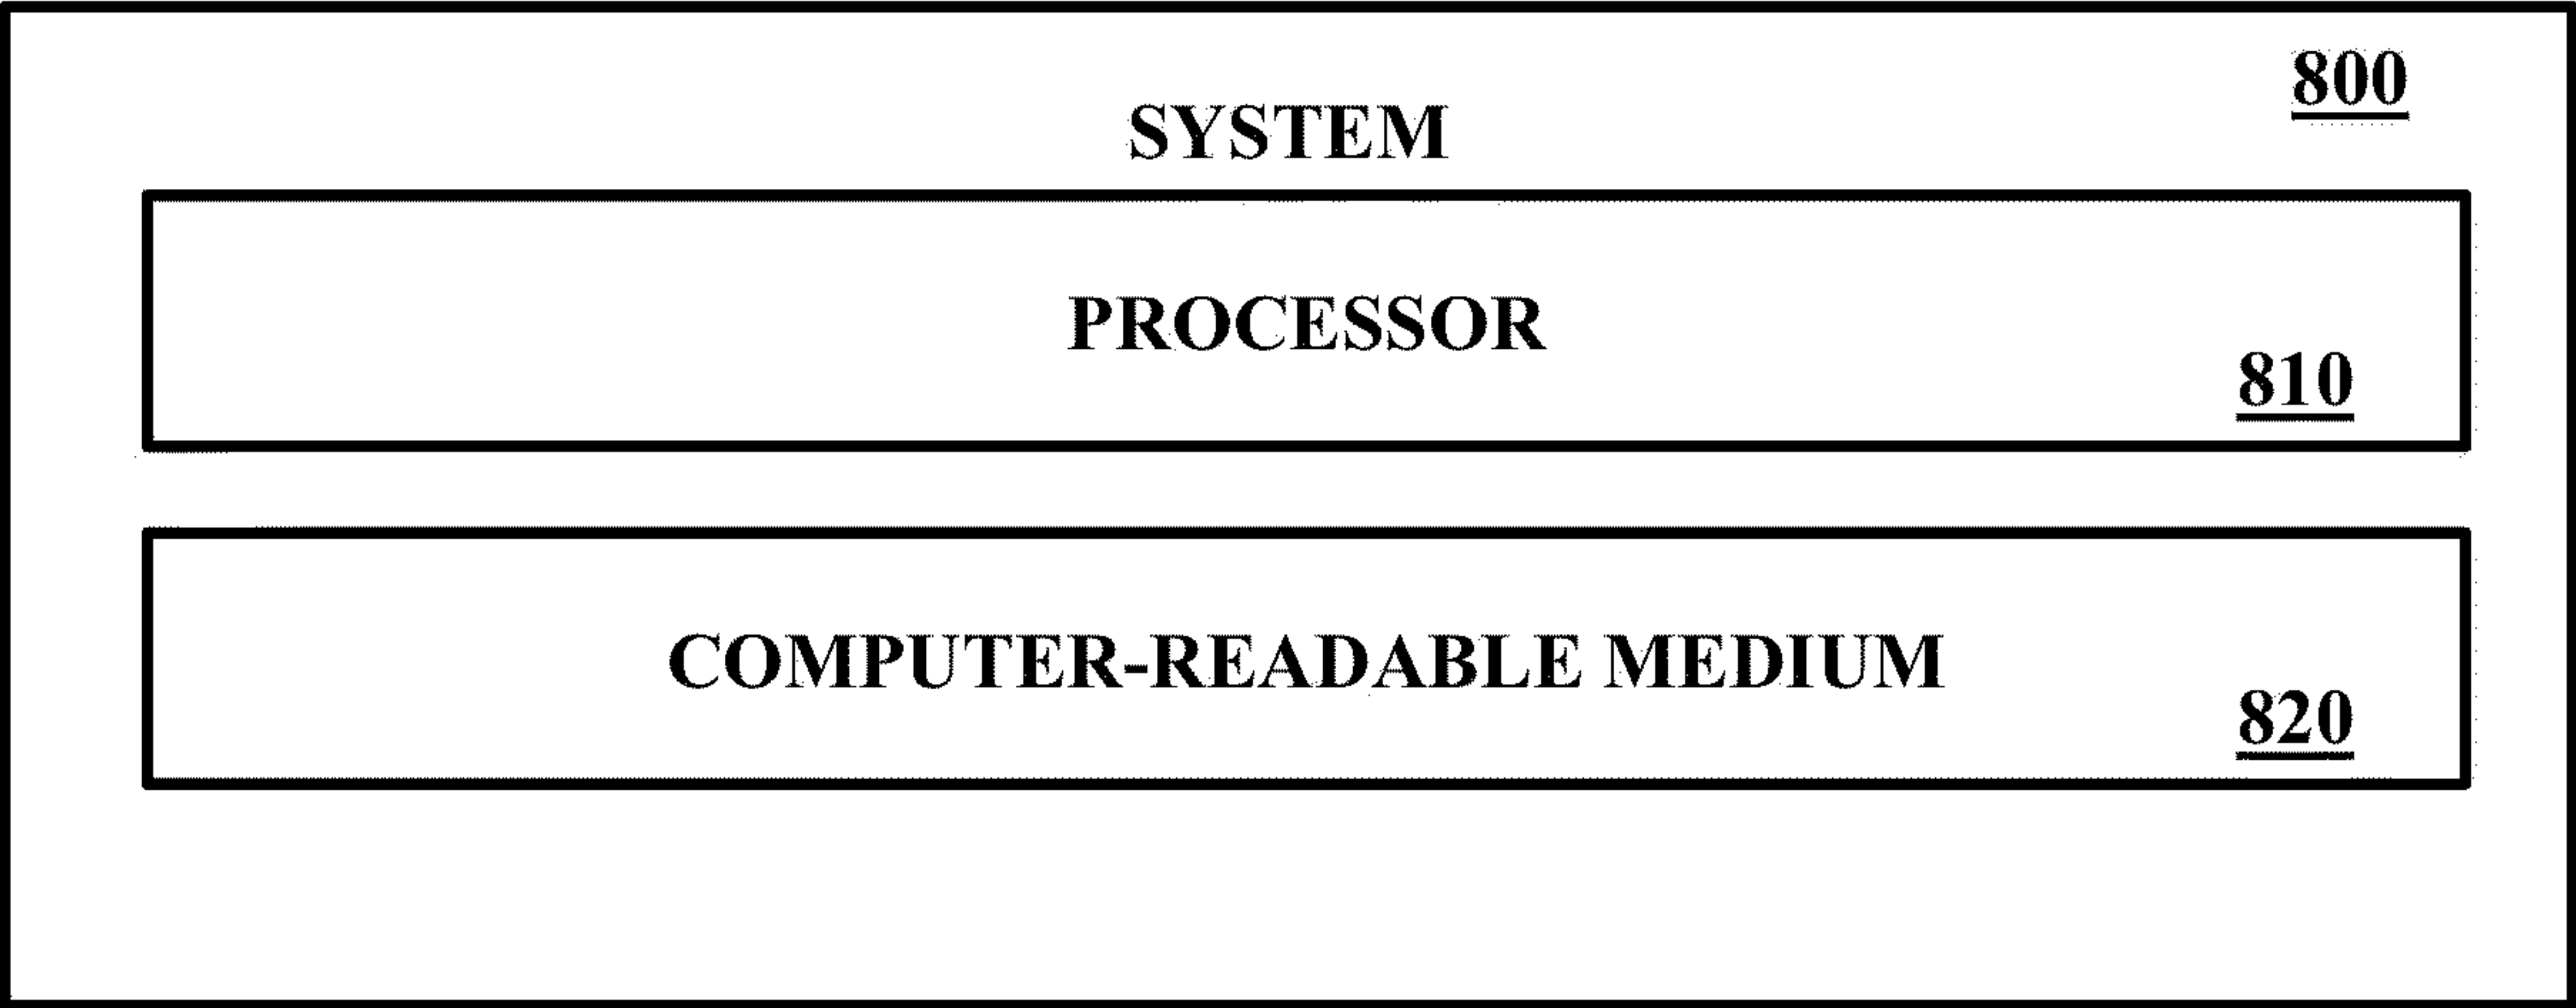 800
SYSTEM
PROCESSOR
810
COMPUTER-READABLE MEDIUM
820